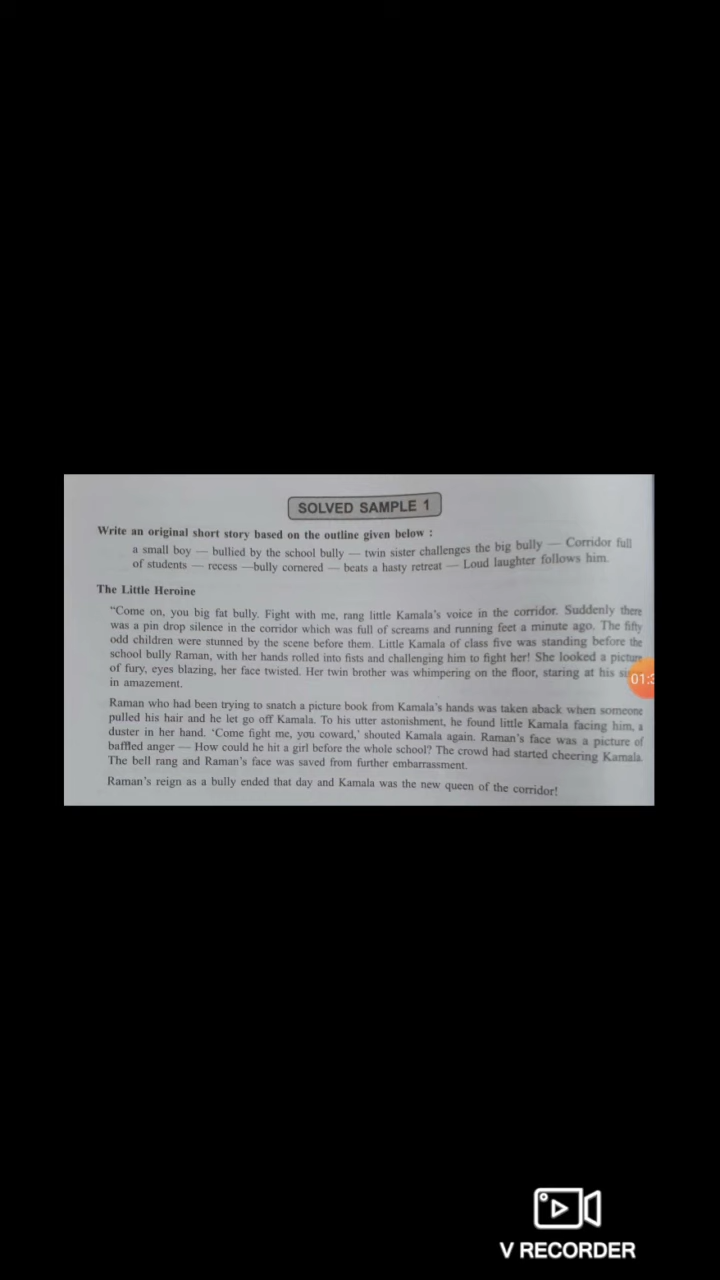 SOLVED SAMPLE 1
Write an original short story based on the outline given below :
a small boy — bullied by the school bully — twin sister challenges the big bully — Corridor full
of students — recess —bully cornered — beats a hasty retreat — Loud laughter follows him.
The Little Heroine
"Come on, you big fat bully. Fight with me, rang little Kamala's voice in the corridor. Suddenly there
was a pin drop silence in the corridor which was full of screams and running feet a minute ago. The fifty
odd children were stunned by the scene before them. Little Kamala of class five was standing before the
school bully Raman, with her hands rolled into fists and challenging him to fight her! She looked a picture
of fury, eyes blazing, her face twisted. Her twin brother was whimpering on the floor, staring at his
in amazement.
Raman who had been trying to snatch a picture book from Kamala's hands was taken aback when someone
pulled his hair and he let go off Kamala. To his utter astonishment, he found little Kamala facing him, a
duster in her hand. 'Come fight me, you coward,' shouted Kamala again. Raman's face was a picture of
baffled anger — How could he hit a girl before the whole school? The crowd had started cheering Kamala.
The bell rang and Raman's face was saved from further embarrassment.
Raman's reign as a bully ended that day and Kamala was the new queen of the corridor!
V RECORDER